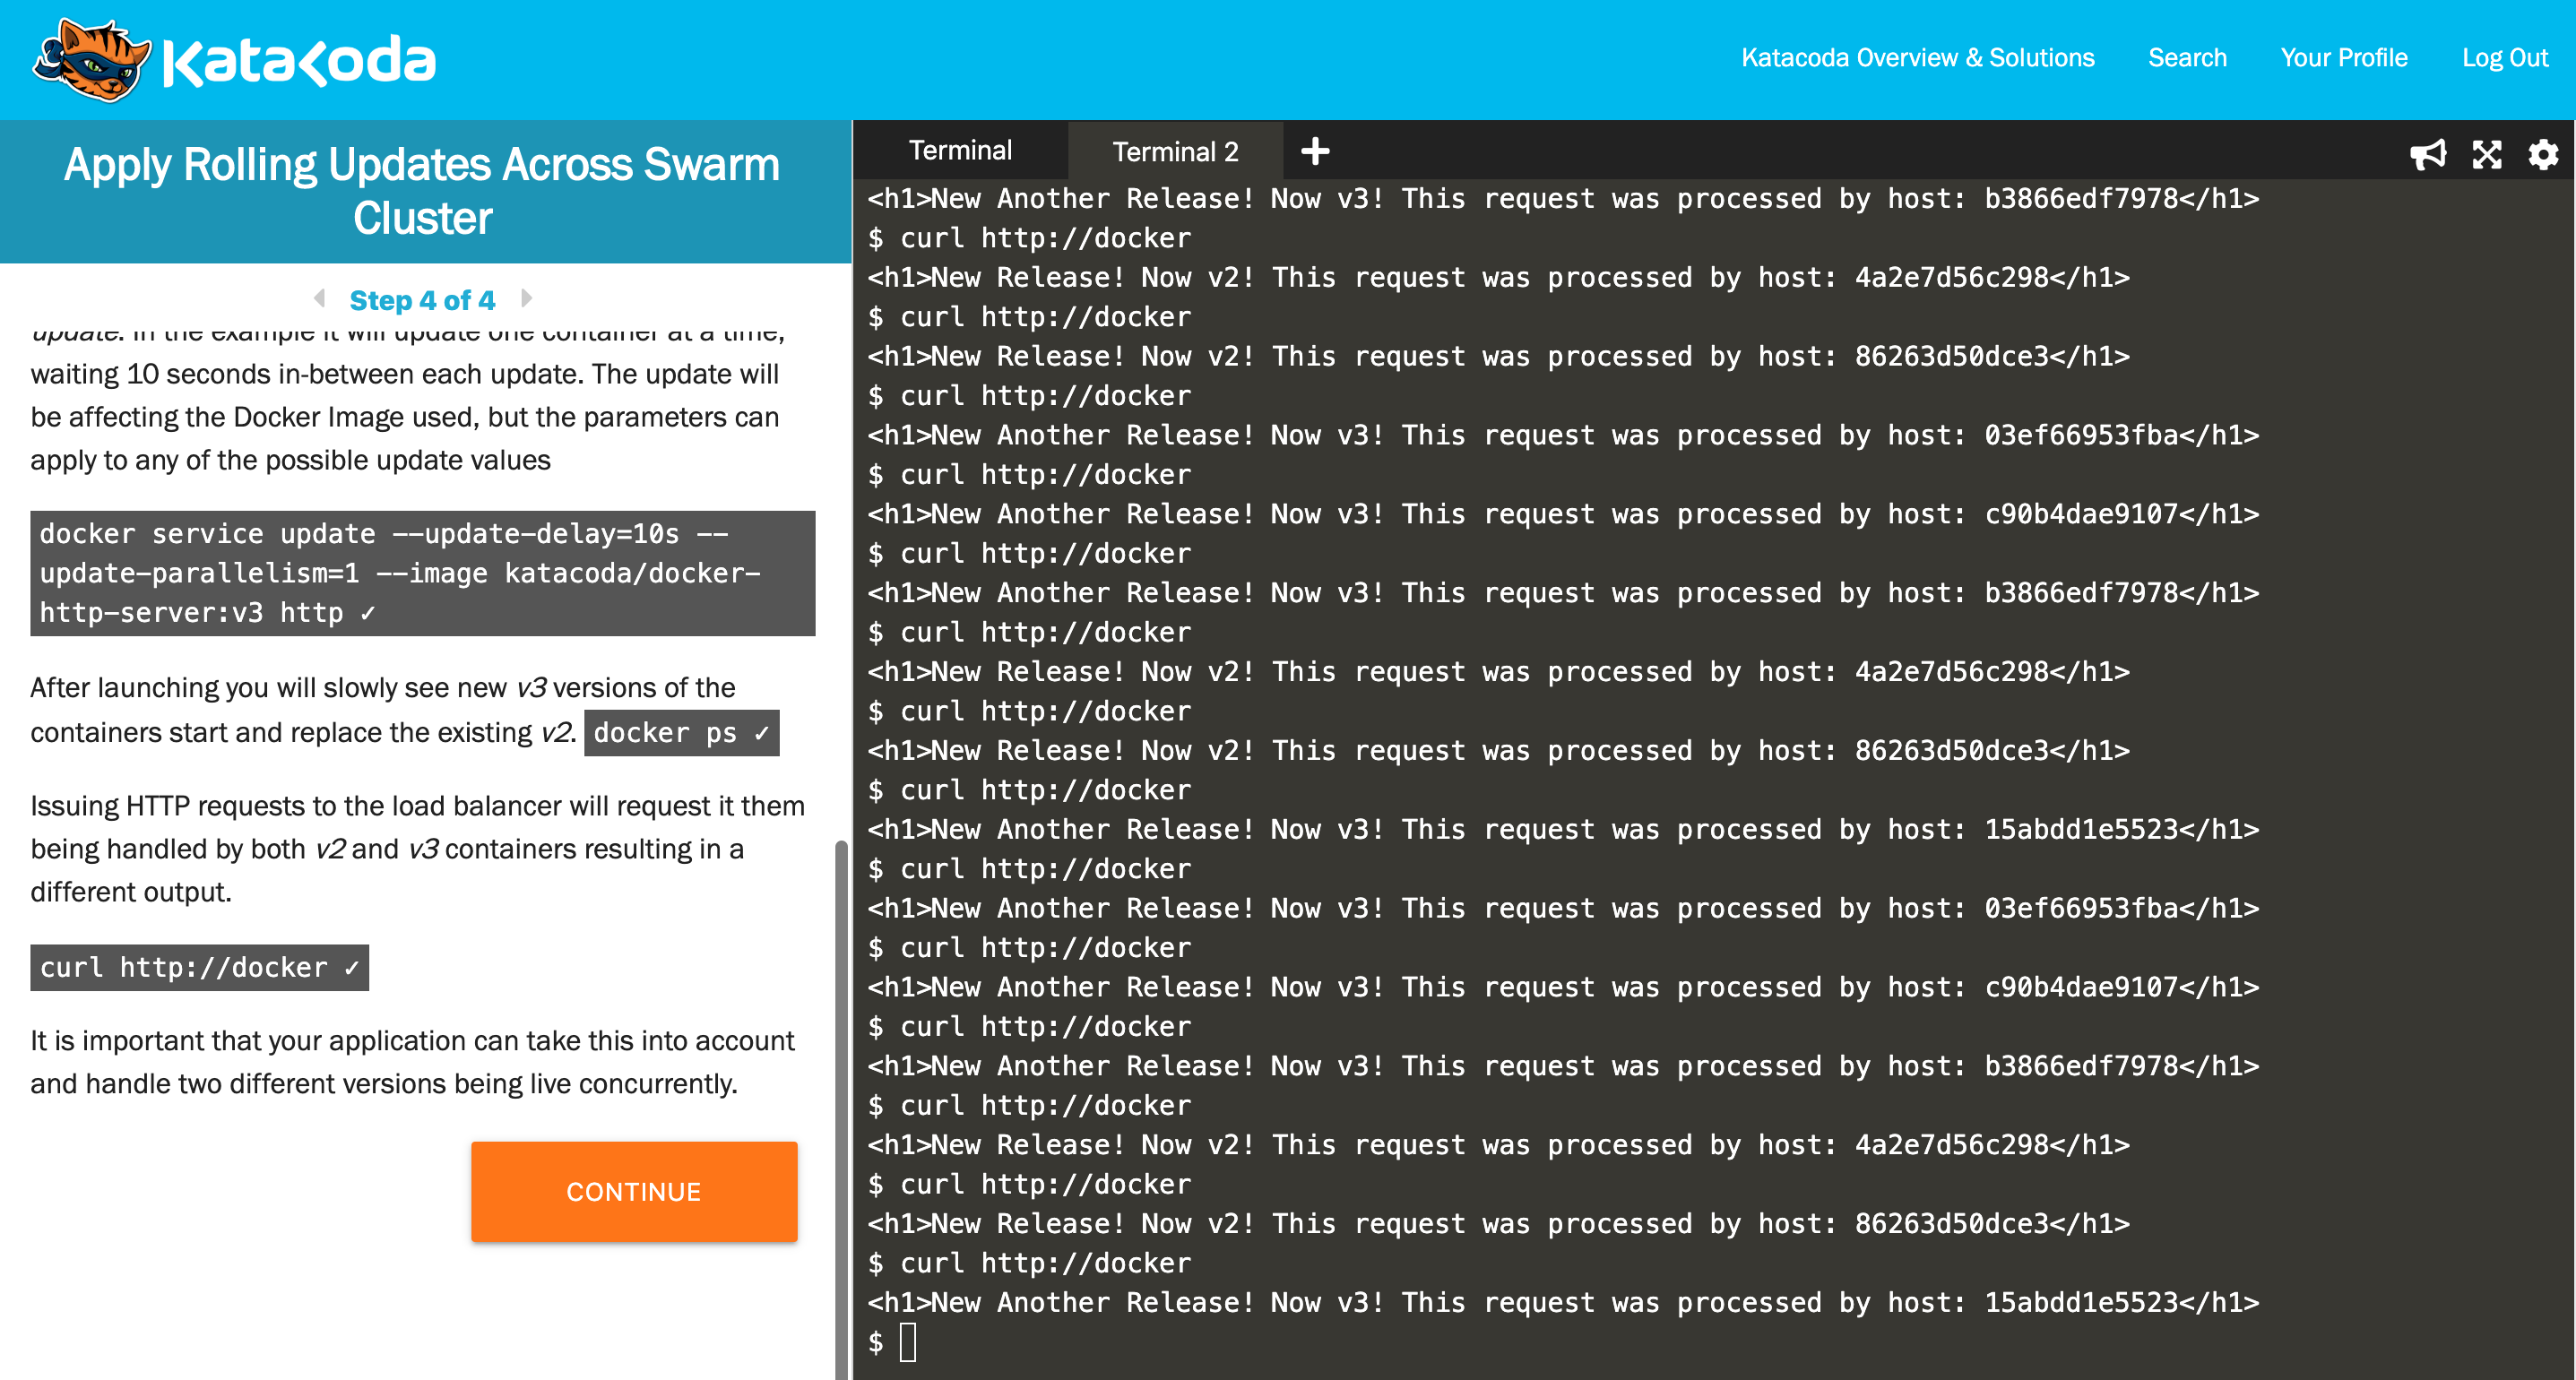 Katacoda
Katacoda Overview & Solutions
Search
Your Profile
Log Out
Apply Rolling Updates Across Swarm
Cluster
Step 4 of 4
update. In the example it will update one container at a time,
waiting 10 seconds in-between each update. The update will
be affecting the Docker Image used, but the parameters can
apply to any of the possible update values
docker service update --update-delay=10s --
update-parallelism=1 --image katacoda/docker-
http-server:v3 http ✓
After launching you will slowly see new v3 versions of the
containers start and replace the existing v2. docker ps ✓
Issuing HTTP requests to the load balancer will request it them
being handled by both v2 and v3 containers resulting in a
different output.
curl http://docker ✓
It is important that your application can take this into account
and handle two different versions being live concurrently.
CONTINUE
Terminal
Terminal 2
<h1>New Another Release! Now v3! This request was processed by host: b3866edf7978</h1>
$ curl http://docker
<h1>New Release! Now v2! This request was processed by host: 4a2e7d56c298</h1>
$ curl http://docker
<h1>New Release! Now v2! This request was processed by host: 86263d50dce3</h1>
$ curl http://docker
<h1>New Another Release! Now v3! This request was processed by host: 03ef66953fba</h1>
$ curl http://docker
<h1>New Another Release! Now v3! This request was processed by host: c90b4dae9107</h1>
$ curl http://docker
<h1>New Another Release! Now v3! This request was processed by host: b3866edf7978</h1>
$ curl http://docker
<h1>New Release! Now v2! This request was processed by host: 4a2e7d56c298</h1>
$ curl http://docker
<h1>New Release! Now v2! This request was processed by host: 86263d50dce3</h1>
$ curl http://docker
<h1>New Another Release! Now v3! This request was processed by host: 15abdd1e5523</h1>
$ curl http://docker
<h1>New Another Release! Now v3! This request was processed by host: 03ef66953fba</h1>
$ curl http://docker
<h1>New Another Release! Now v3! This request was processed by host: c90b4dae9107</h1>
$ curl http://docker
<h1>New Another Release! Now v3! This request was processed by host: b3866edf7978</h1>
$ curl http://docker
<h1>New Release! Now v2! This request was processed by host: 4a2e7d56c298</h1>
$ curl http://docker
<h1>New Release! Now v2! This request was processed by host: 86263d50dce3</h1>
$ curl http://docker
<h1>New Another Release! Now v3! This request was processed by host: 15abdd1e5523</h1>
$